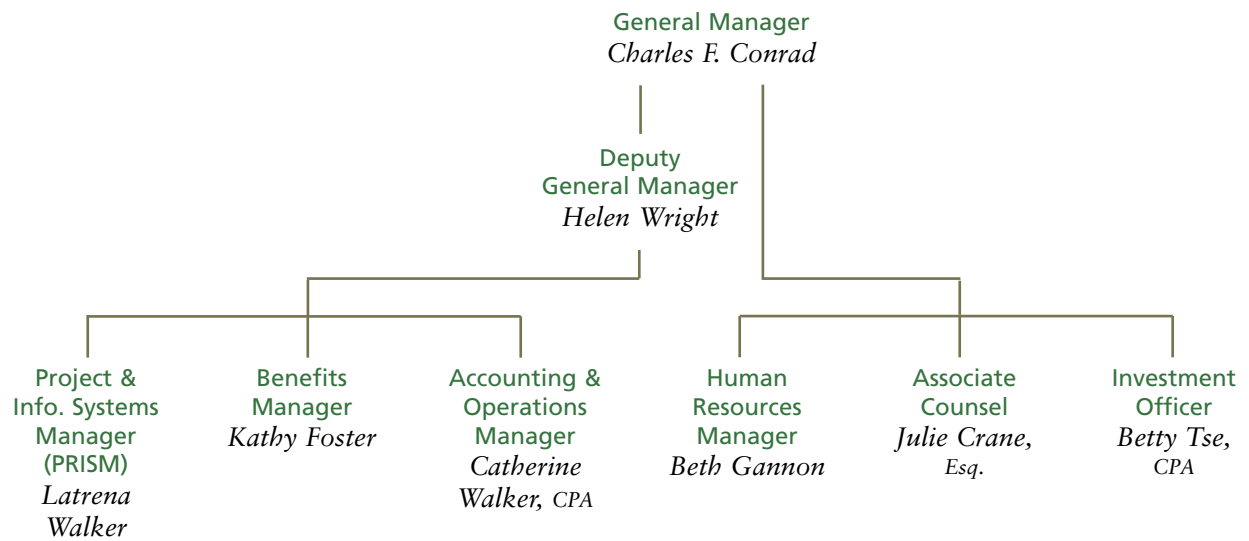 General Manager
Charles F. Conrad
Deputy
General Manager
Helen Wright
Project &
Info. Systems
Manager
(PRISM)
Latrena
Walker
Benefits
Manager
Kathy Foster
Accounting &
Operations
Manager
Catherine
Walker, CPA
Human
Resources
Manager
Beth Gannon
Associate
Counsel
Julie Crane,
Esq.
Investment
Officer
Betty Tse,
CPA